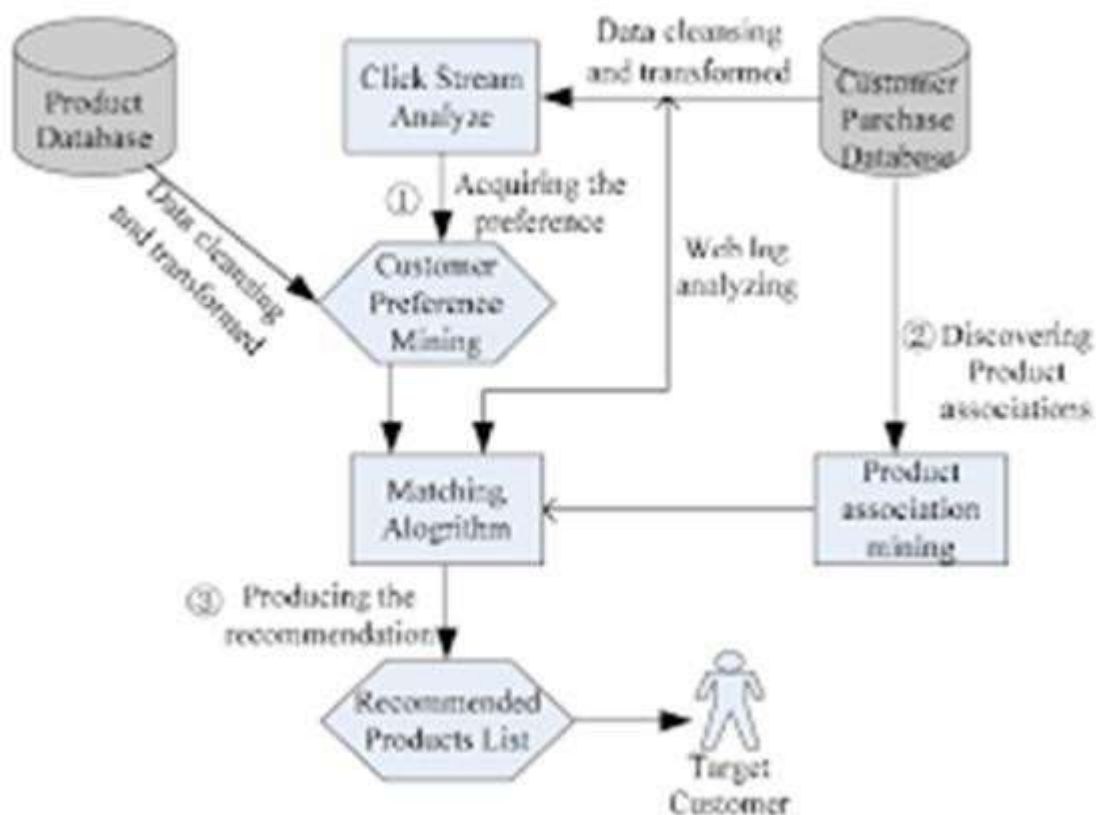 Product
Database
Click Stream
Analyze
Data cleansing
and transformed
Customer
Purchase
Database
Data cleansing
and transformed
①
Acquiring the
preference
Customer
Preference
Mining
Web log
analyzing
② Discovering
Product
associations
Matching
Alogrithm
Product
association
mining
③ Producing the
recommendation
Recommended
Products List
Target
Customer